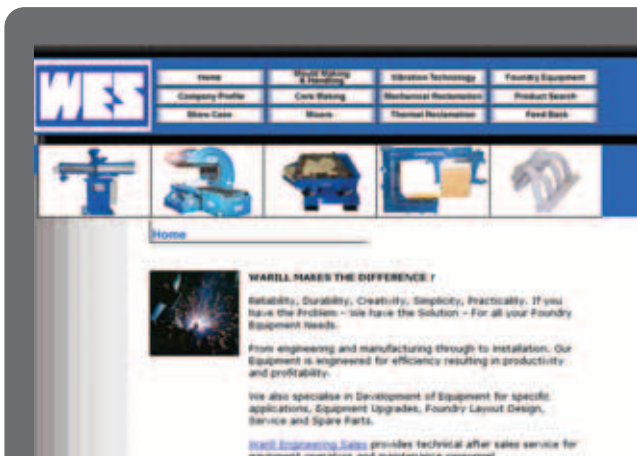 WES
Home
Mould Making
& Handling
Vibration Technology
Foundry Equipment
Company Profile
Core Making
Mechanical Reclamation
Product Search
Show Case
Mixers
Thermal Reclamation
Feed Back
Home
WARILL MAKES THE DIFFERENCE !
Reliability, Durability, Creativity, Simplicity, Practicality. If you
have the Problem - We have the Solution - For all your Foundry
Equipment Needs.
From engineering and manufacturing through to installation. Our
Equipment is engineered for efficiency resulting in productivity
and profitability.
We also specialise in Development of Equipment for specific
applications, Equipment Upgrades, Foundry Layout Design,
Service and Spare Parts.
Warill Engineering Sales provides technical after sales service for
equipment operators and maintenance personnel